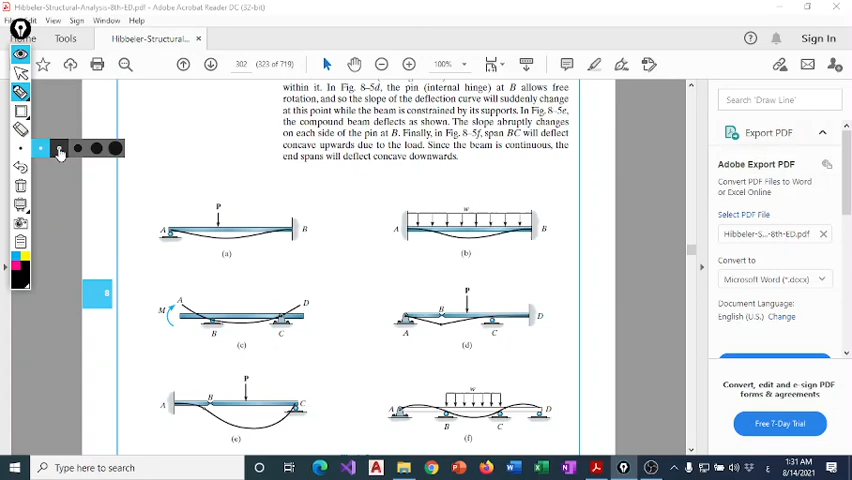 Hibbeler-Structural-Analysis-8th-ED.pdf - Adobe Acrobat Reader DC (32-bit)
View Sign Window Help
Home Tools Hibbeler-Structural... × Sign In
302 (323 of 719) 100%
within it. In Fig. 8–5d, the pin (internal hinge) at B allows free
rotation, and so the slope of the deflection curve will suddenly change
at this point while the beam is constrained by its supports. In Fig. 8–5e,
the compound beam deflects as shown. The slope abruptly changes
on each side of the pin at B. Finally, in Fig. 8–5f, span BC will deflect
concave upwards due to the load. Since the beam is continuous, the
end spans will deflect concave downwards.
P
A B
(a)
w
A B
(b)
8
M A D
B C
(c)
P
B
A C D
(d)
P
A B C
(e)
w
A B C D
(f)
Search 'Draw Line'
Export PDF
Adobe Export PDF
Convert PDF Files to Word
or Excel Online
Select PDF File
Hibbeler-S...-8th-ED.pdf ×
Convert to
Microsoft Word (*.docx)
Document Language:
English (U.S.) Change
Convert, edit and e-sign PDF
forms & agreements
Free 7-Day Trial
Type here to search
ع
1:31 AM
8/14/2021